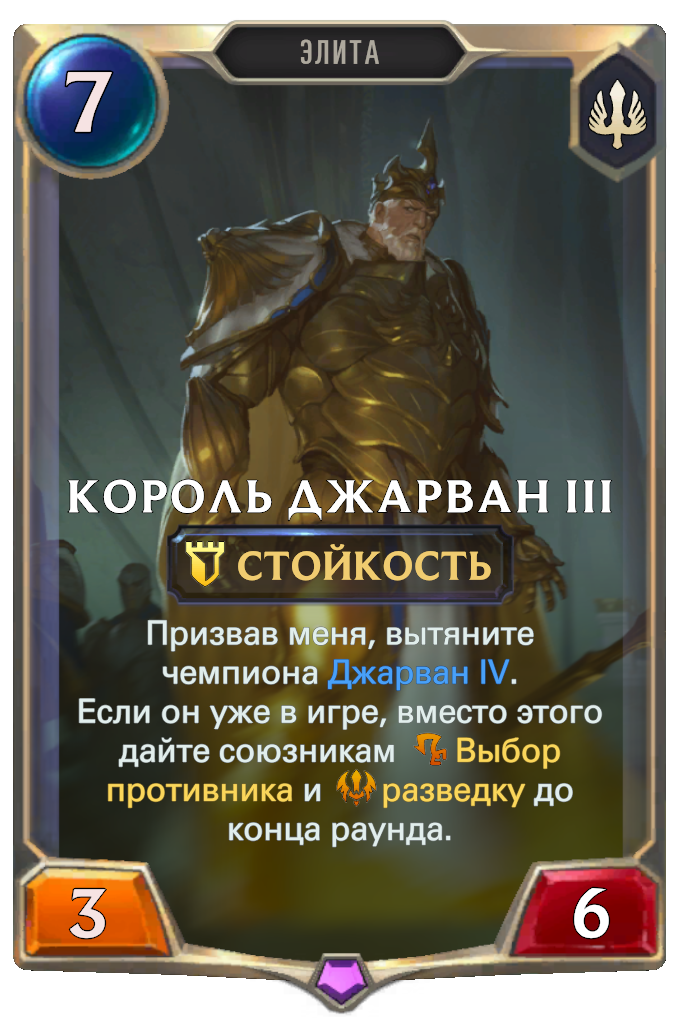 ЭЛИТА
7
КОРОЛЬ ДЖАРВАН III
СТОЙКОСТЬ
Призвав меня, вытяните
чемпиона Джарван IV.
Если он уже в игре, вместо этого
дайте союзникам Выбор
противника и разведку до
конца раунда.
3
6